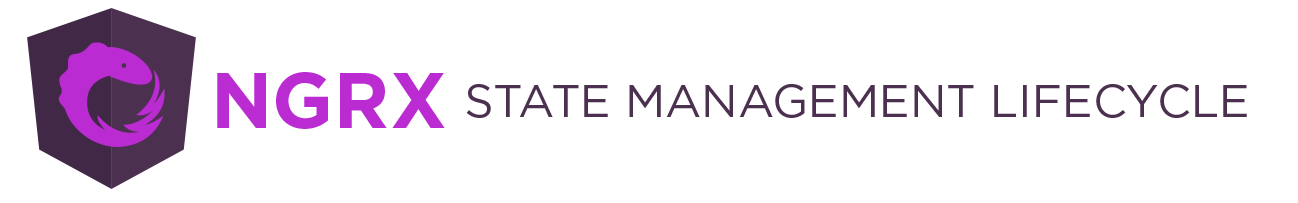 NGRX STATE MANAGEMENT LIFECYCLE